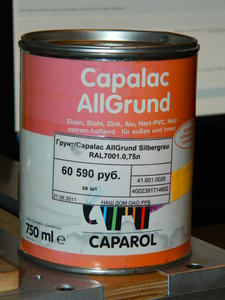 Capalac
AllGrund
Eisen, Stahl, Zink, Alu, Hart-PVC, Holz
extrem haftend - für außen und innen
Грунт/Capalac AllGrund Silbergrau
RAL7001.0,75л
60 590 руб.
за шт
41.601.0026
4002381714602
27.06.2011
НАШ ДОМ ОАО РРБ
750 ml e
CAPAROL